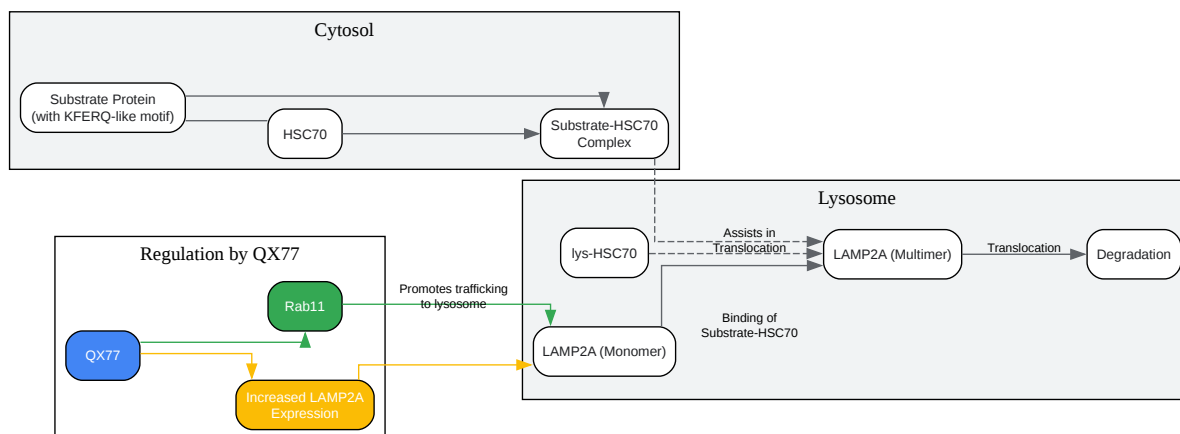 Cytosol
Substrate Protein
(with KFERQ-like motif)
HSC70
Substrate-HSC70
Complex
Lysosome
lys-HSC70
Assists in
Translocation
LAMP2A (Multimer)
Translocation
Degradation
Regulation by QX77
Rab11
Promotes trafficking
to lysosome
Binding of
Substrate-HSC70
QX77
LAMP2A (Monomer)
Increased LAMP2A
Expression